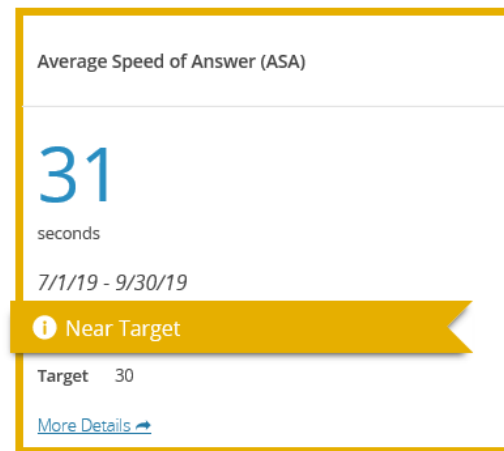 Average Speed of Answer (ASA)
31
seconds
7/1/19 - 9/30/19
Near Target
Target 30
More Details